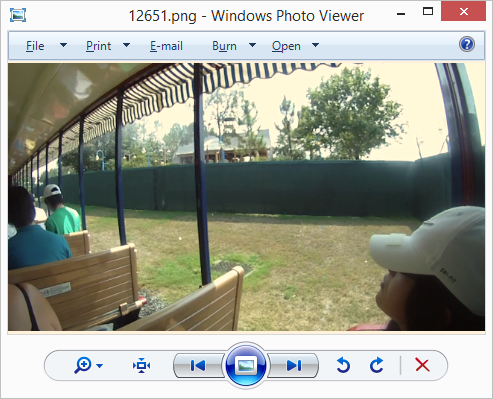 12651.png - Windows Photo Viewer
File Print E-mail Burn Open